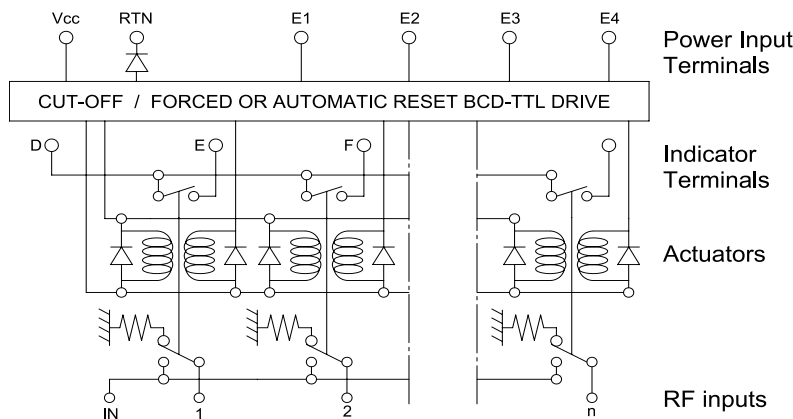 Vcc RTN E1 E2 E3 E4
Power Input
Terminals
CUT-OFF / FORCED OR AUTOMATIC RESET BCD-TTL DRIVE
D E F
Indicator
Terminals
Actuators
IN 1 2 n
RF inputs